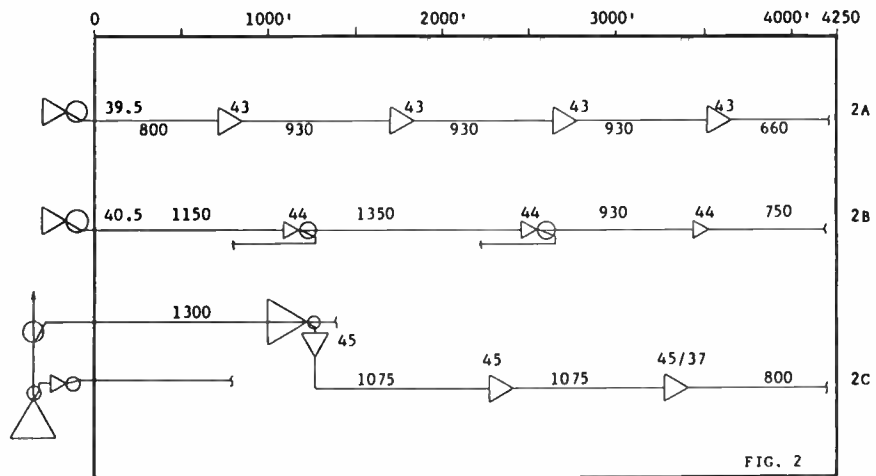 0 1000' 2000' 3000' 4000' 4250
39.5 43 43 43 43 2A
800 930 930 930 660
40.5 1150 44 1350 44 930 44 750 2B
1300
45 45 45/37
1075 1075 800 2C
FIG. 2